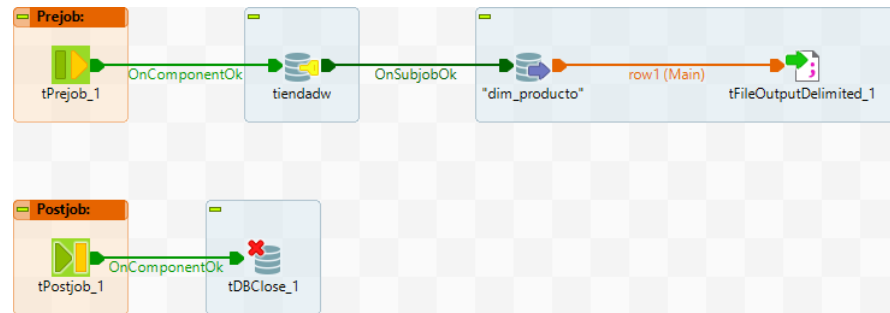 Prejob:
OnComponentOk
OnSubjobOk
row1 (Main)
tPrejob_1
tiendadw
"dim_producto"
tFileOutputDelimited_1
Postjob:
OnComponentOk
tPostjob_1
tDBClose_1